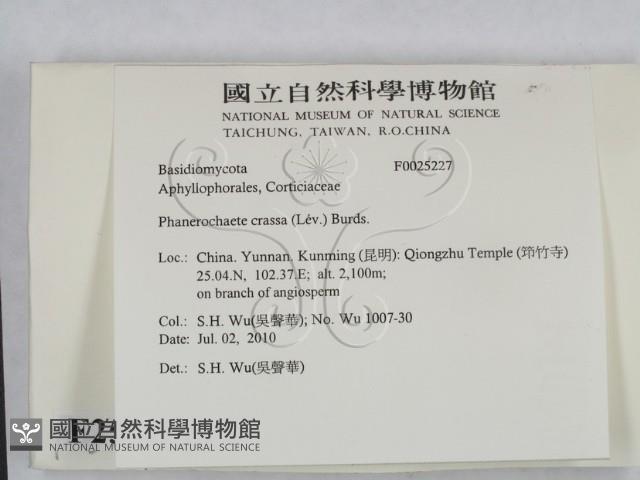 國立自然科學博物館
NATIONAL MUSEUM OF NATURAL SCIENCE
TAICHUNG, TAIWAN, R.O.CHINA
Basidiomycota F0025227
Aphyllophorales, Corticiaceae
Phanerochaete crassa (Lév.) Burds.
Loc.: China. Yunnan. Kunming (昆明): Qiongzhu Temple (筇竹寺)
25.04.N, 102.37.E; alt. 2,100m;
on branch of angiosperm
Col.: S.H. Wu(吳聲華); No. Wu 1007-30
Date: Jul. 02, 2010
Det.: S.H. Wu(吳聲華)
國立自然科學博物館
NATIONAL MUSEUM OF NATURAL SCIENCE